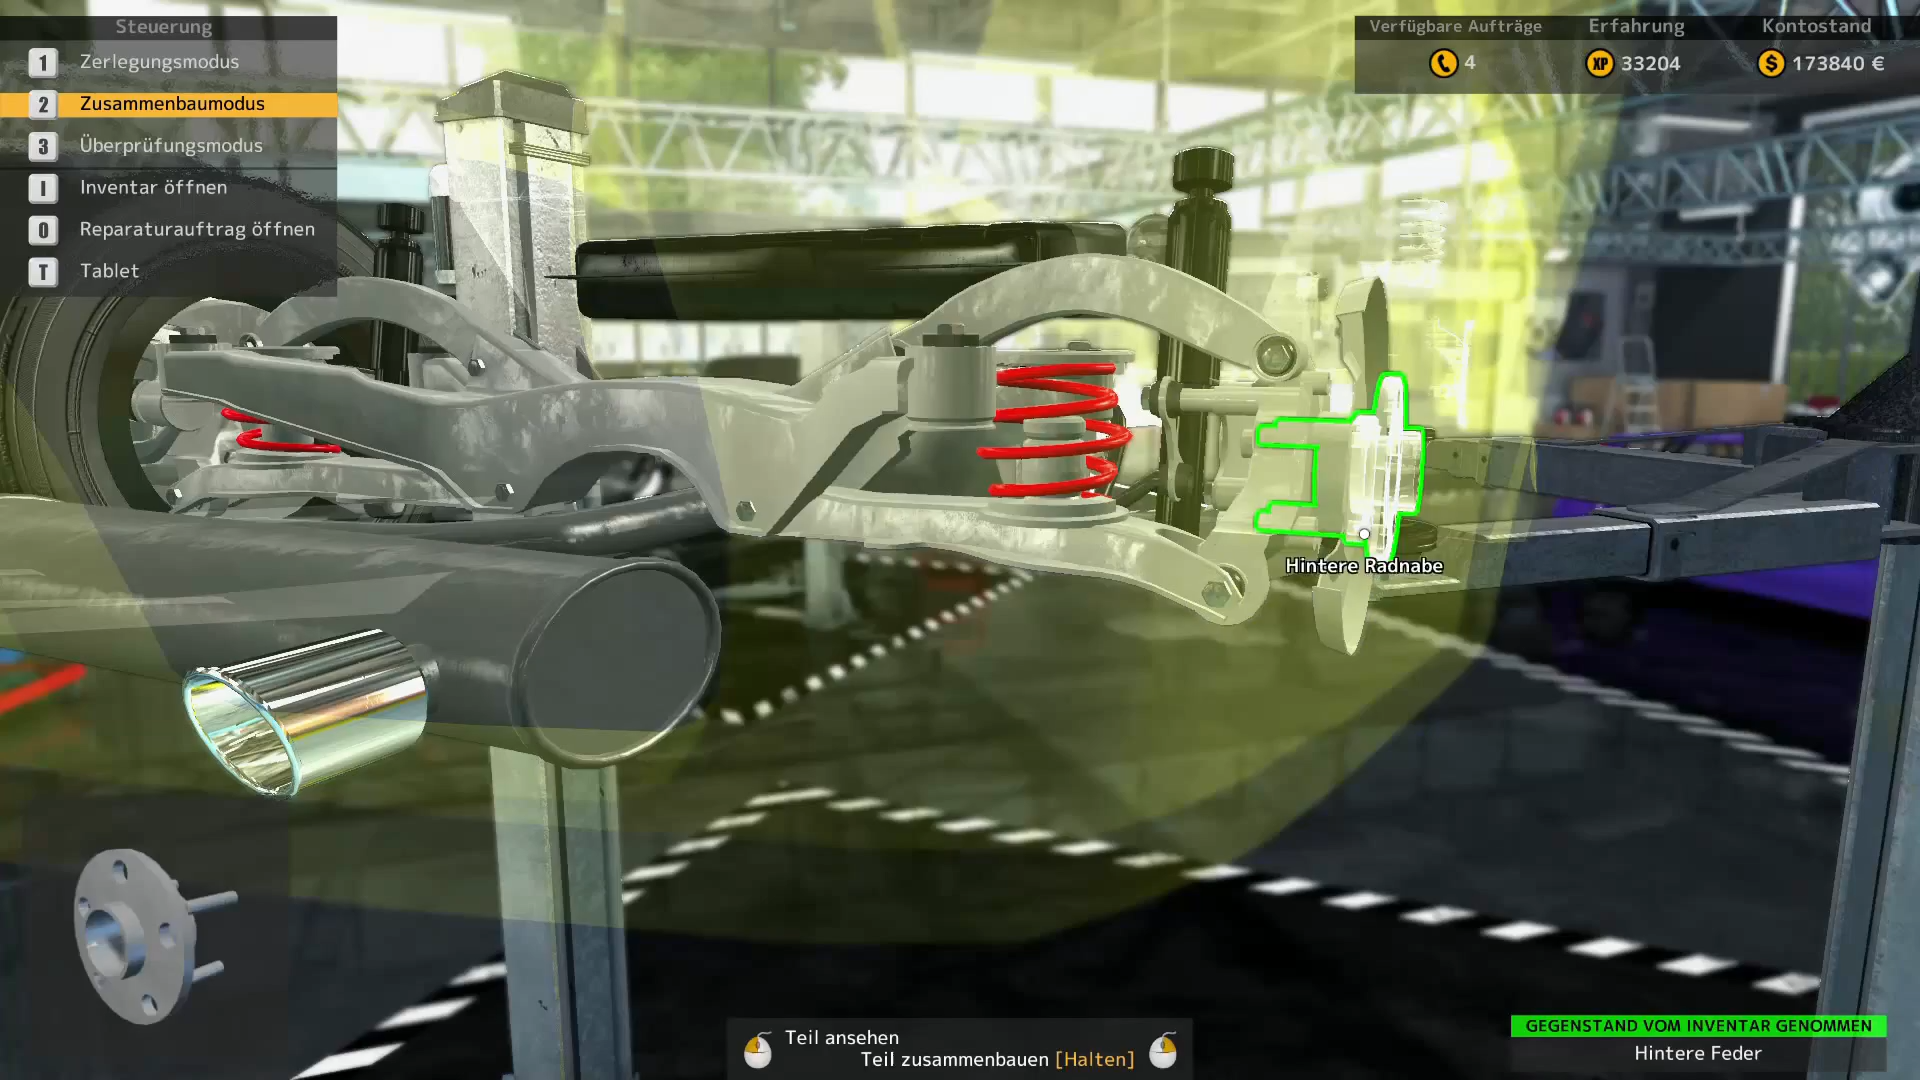 Steuerung
1 Zerlegungsmodus
2 Zusammenbaumodus
3 Überprüfungsmodus
I Inventar öffnen
O Reparaturauftrag öffnen
T Tablet
Verfügbare Aufträge Erfahrung Kontostand
4 XP 33204 $ 173840 €
Hintere Radnabe
Teil ansehen
Teil zusammenbauen [Halten]
GEGENSTAND VOM INVENTAR GENOMMEN
Hintere Feder